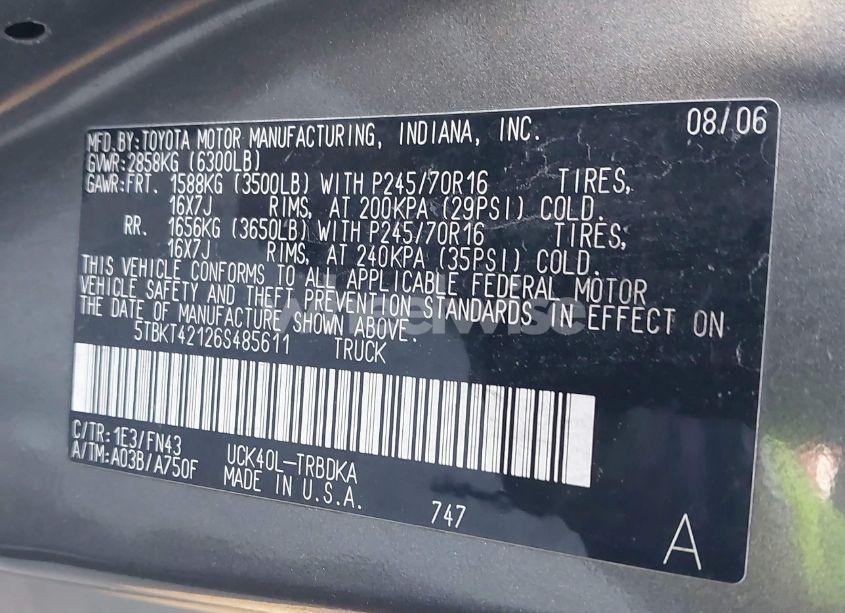 MFD.BY:TOYOTA MOTOR MANUFACTURING, INDIANA, INC. 08/06
GVWR:2858KG (6300LB)
GAWR:FRT. 1588KG (3500LB) WITH P245/70R16 TIRES,
16X7J RIMS, AT 200KPA (29PSI) COLD.
RR. 1656KG (3650LB) WITH P245/70R16 TIRES,
16X7J RIMS, AT 240KPA (35PSI) COLD.
THIS VEHICLE CONFORMS TO ALL APPLICABLE FEDERAL MOTOR
VEHICLE SAFETY AND THEFT PREVENTION STANDARDS IN EFFECT ON
THE DATE OF MANUFACTURE SHOWN ABOVE.
5TBKT42126S485611 TRUCK
C/TR:1E3/FN43 UCK40L-TRBDKA
A/TM:A03B/A750F MADE IN U.S.A.
747
A